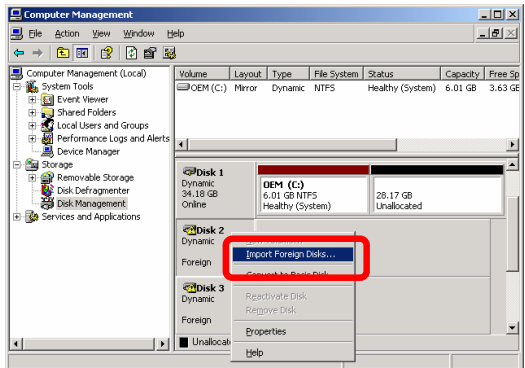 Computer Management
File Action View Window Help
Computer Management (Local)
System Tools
Event Viewer
Shared Folders
Local Users and Groups
Performance Logs and Alerts
Device Manager
Storage
Removable Storage
Disk Defragmenter
Disk Management
Services and Applications
Volume Layout Type File System Status Capacity Free Sp
OEM (C:) Mirror Dynamic NTFS Healthy (System) 6.01 GB 3.63 GB
Disk 1
Dynamic
34.18 GB
Online
OEM (C:)
6.01 GB NTFS
Healthy (System)
28.17 GB
Unallocated
Disk 2
Dynamic
Foreign
Import Foreign Disks...
Convert to Basic Disk
Reactivate Disk
Remove Disk
Properties
Help
Disk 3
Dynamic
Foreign
Unallocat